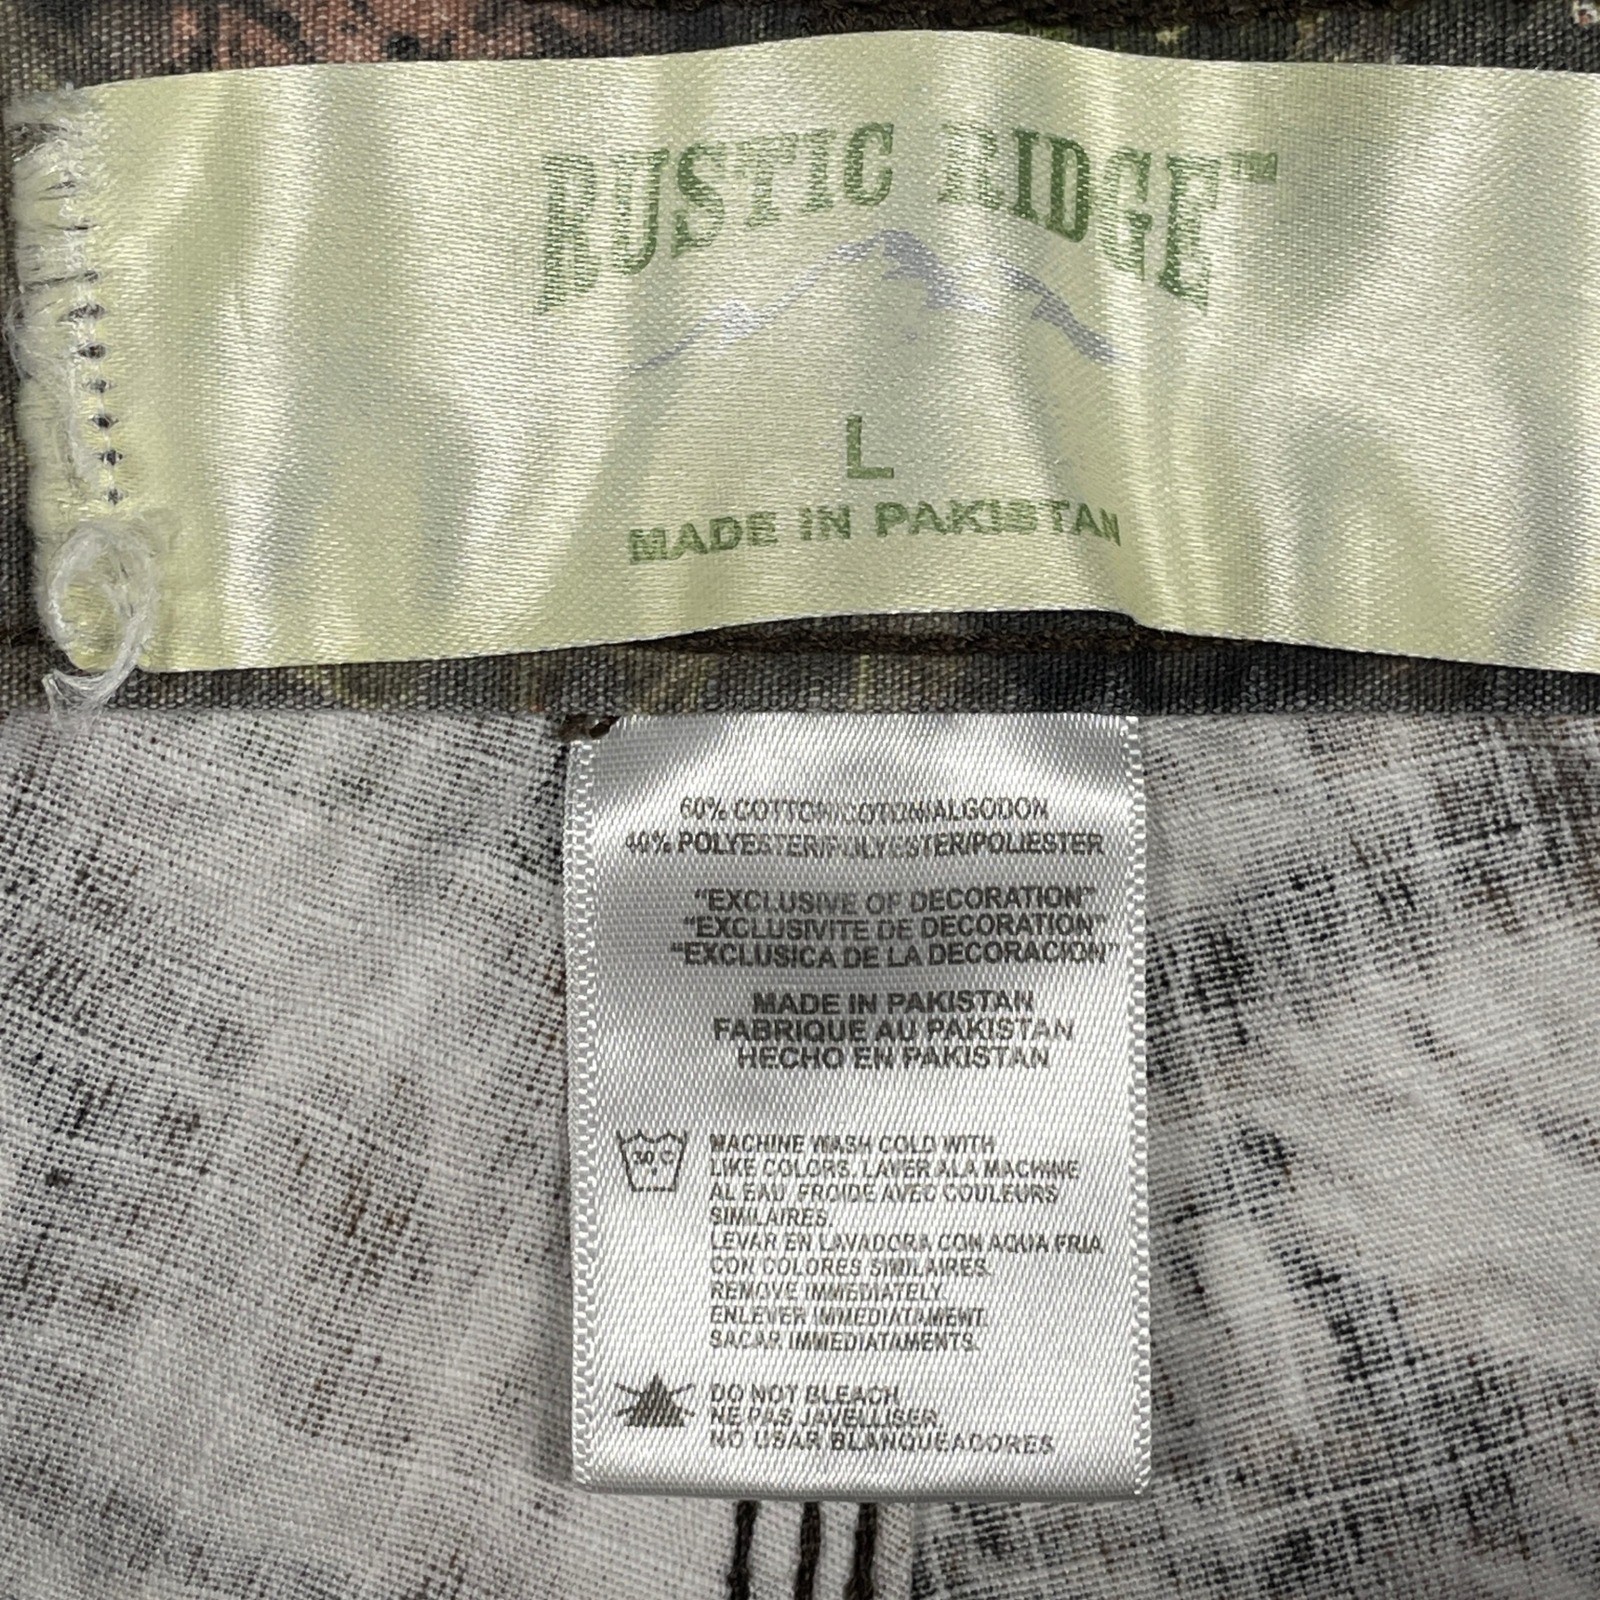 RUSTIC RIDGE™
L
MADE IN PAKISTAN
60% COTTON/COTON/ALGODON
40% POLYESTER/POLYESTER/POLIESTER
"EXCLUSIVE OF DECORATION"
"EXCLUSIVITE DE DECORATION"
"EXCLUSICA DE LA DECORACION"
MADE IN PAKISTAN
FABRIQUE AU PAKISTAN
HECHO EN PAKISTAN
30 C
MACHINE WASH COLD WITH
LIKE COLORS. LAVER ALA MACHINE
AL EAU FROIDE AVEC COULEURS
SIMILAIRES.
LEVAR EN LAVADORA CON AQUA FRIA
CON COLORES SIMILAIRES.
REMOVE IMMEDIATELY.
ENLEVER IMMEDIATAMENT.
SACAR IMMEDIATAMENTS.
DO NOT BLEACH.
NE PAS JAVELLISER.
NO USAR BLANQUEADORES